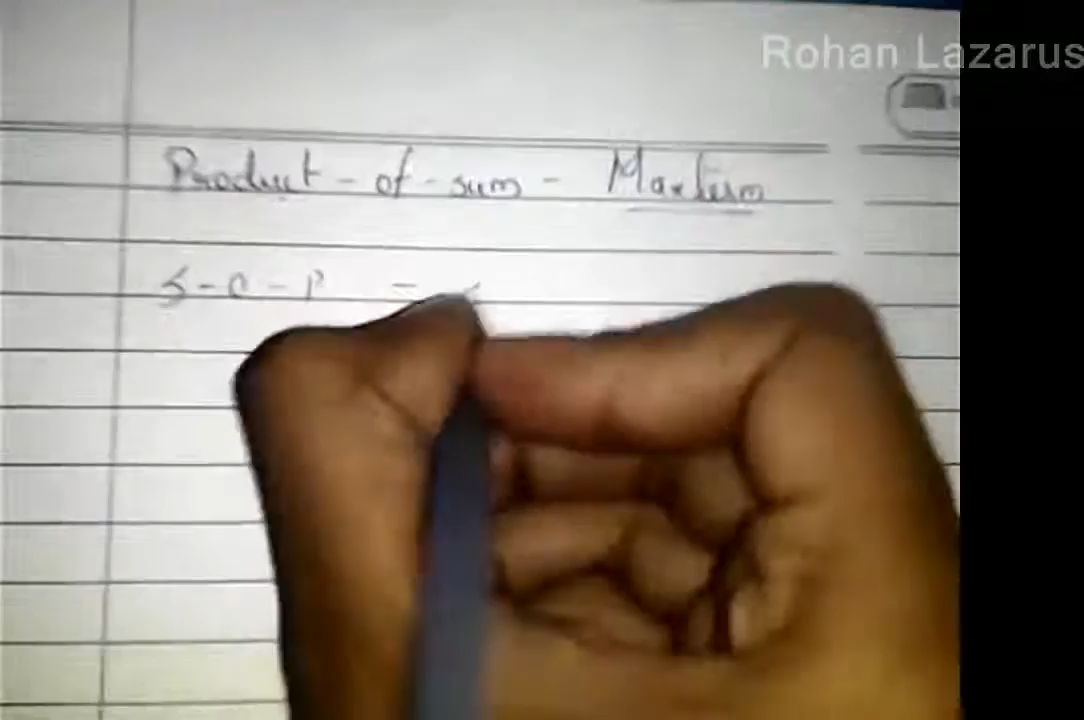 Rohan Lazarus
Product - of - sum - Maxterm
S - O - P =